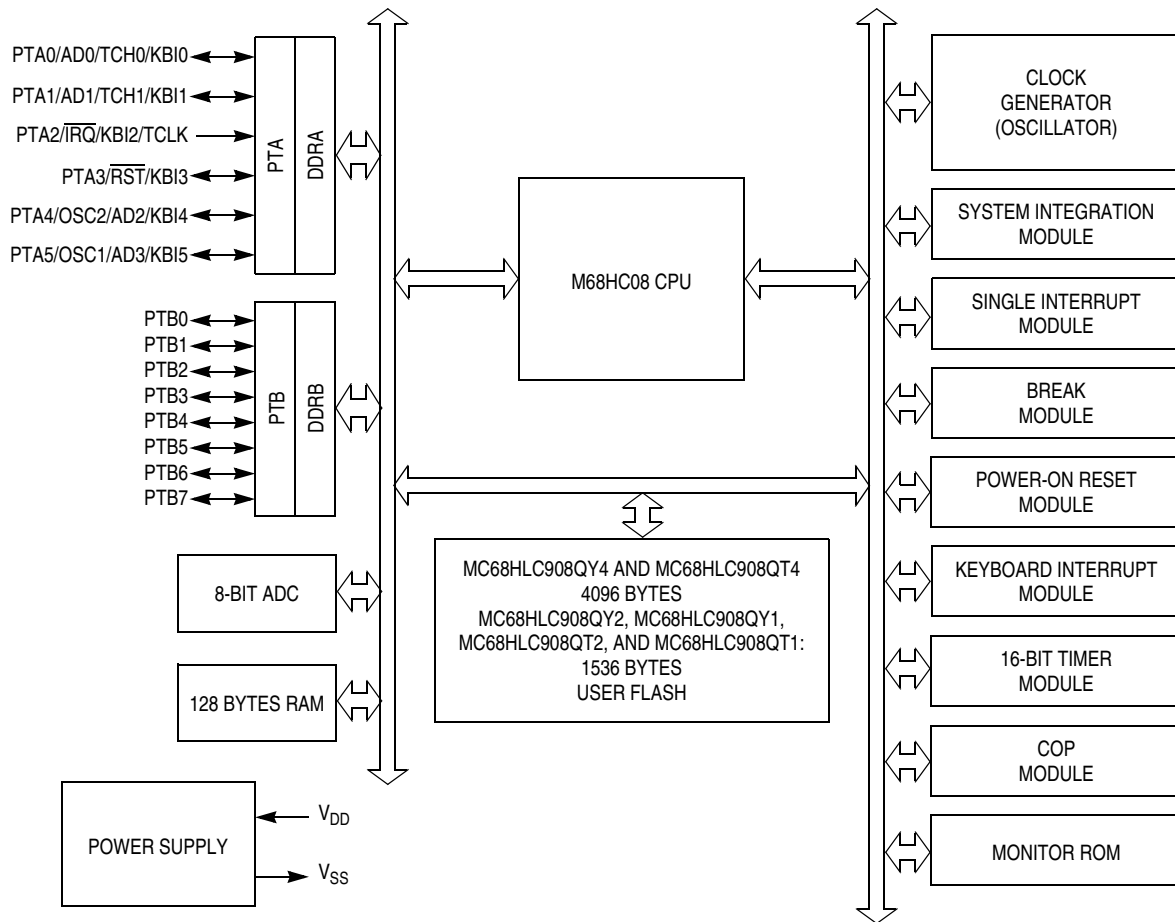 PTA0/AD0/TCH0/KBI0
PTA1/AD1/TCH1/KBI1
PTA2/IRQ/KBI2/TCLK
PTA3/RST/KBI3
PTA4/OSC2/AD2/KBI4
PTA5/OSC1/AD3/KBI5
PTA
DDRA
PTB0
PTB1
PTB2
PTB3
PTB4
PTB5
PTB6
PTB7
PTB
DDRB
8-BIT ADC
128 BYTES RAM
POWER SUPPLY
VDD
VSS
M68HC08 CPU
MC68HLC908QY4 AND MC68HLC908QT4
4096 BYTES
MC68HLC908QY2, MC68HLC908QY1,
MC68HLC908QT2, AND MC68HLC908QT1:
1536 BYTES
USER FLASH
CLOCK
GENERATOR
(OSCILLATOR)
SYSTEM INTEGRATION
MODULE
SINGLE INTERRUPT
MODULE
BREAK
MODULE
POWER-ON RESET
MODULE
KEYBOARD INTERRUPT
MODULE
16-BIT TIMER
MODULE
COP
MODULE
MONITOR ROM